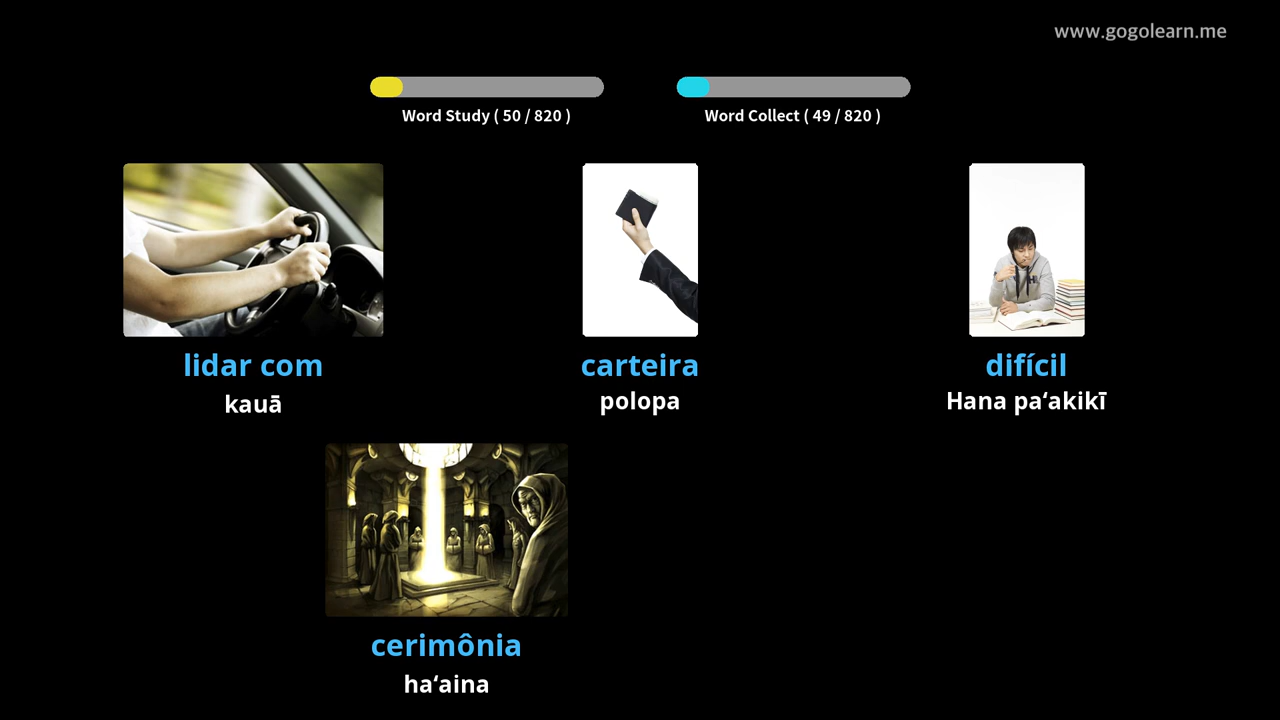 www.gogolearn.me
Word Study ( 50 / 820 )
Word Collect ( 49 / 820 )
lidar com
kauā
carteira
polopa
difícil
Hana paʻakikī
cerimônia
haʻaina